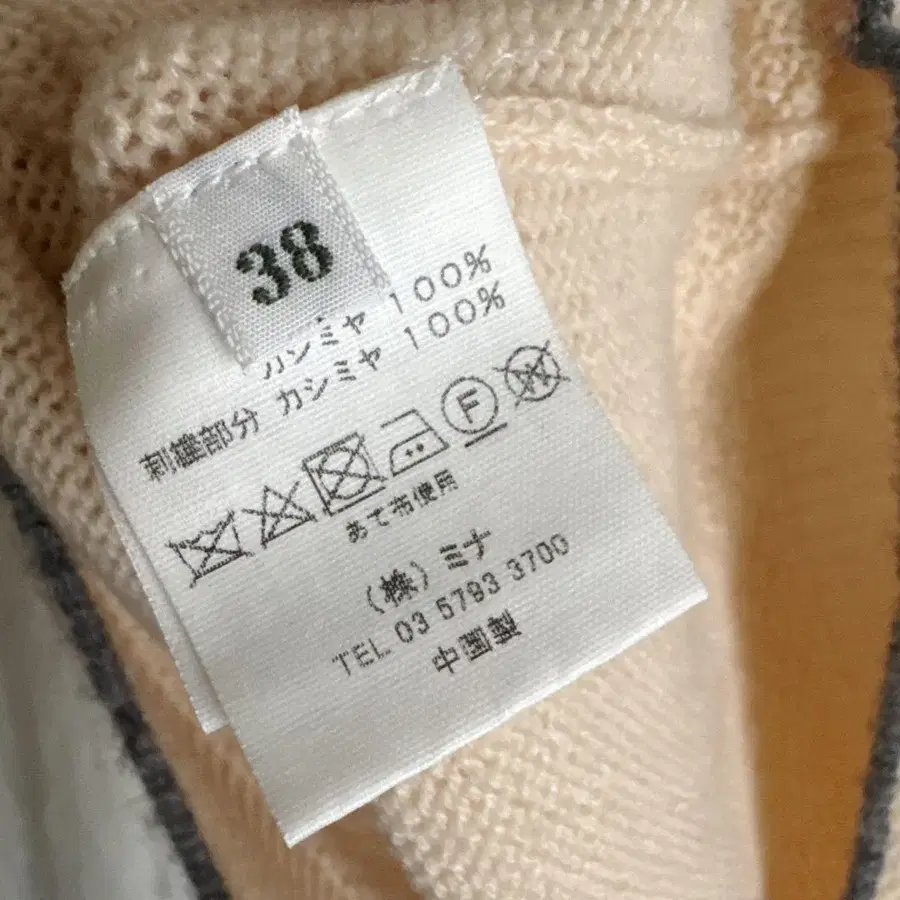 38
カシミヤ 100%
刺繍部分 カシミヤ 100%
F
あて布使用
(株) ミナ
TEL 03 5793 3700
中国製